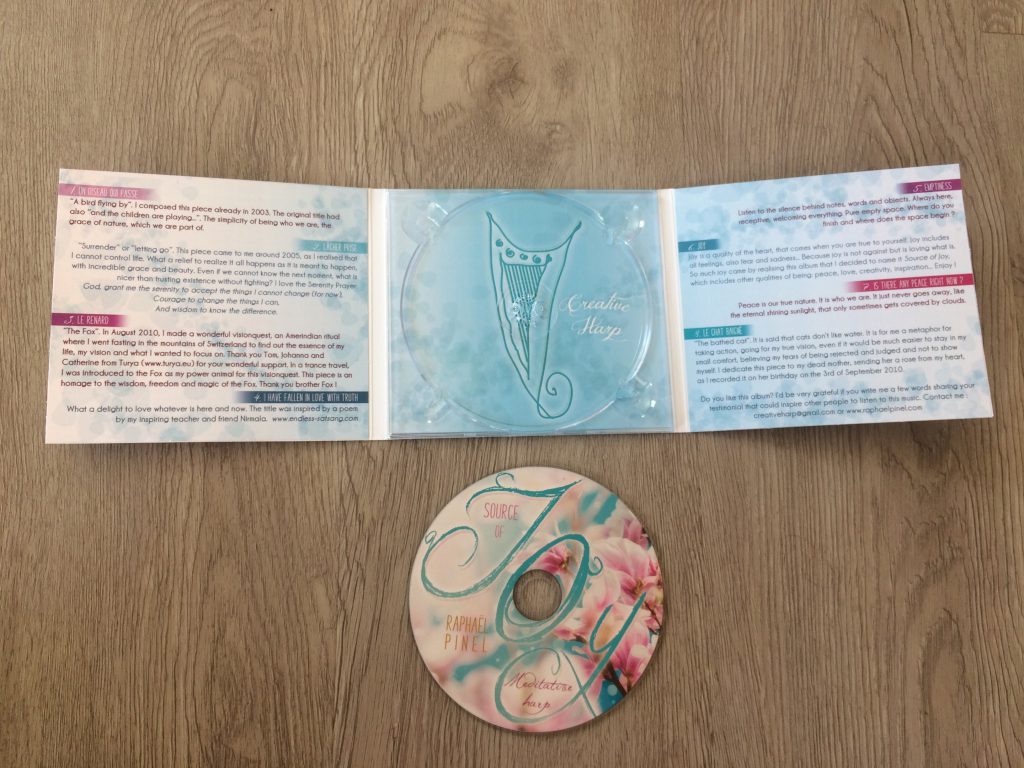 1. UN OISEAU QUI PASSE
"A bird flying by". I composed this piece already in 2003. The original title had
also "and the children are playing...". The simplicity of being who we are, the
grace of nature, which we are part of.
2. LÂCHER PRISE
"Surrender" or "letting go". This piece came to me around 2005, as I realised that
I cannot control life. What a relief to realize it all happens as it is meant to happen,
with incredible grace and beauty. Even if we cannot know the next moment, what is
nicer than trusting existence without fighting? I love the Serenity Prayer:
God, grant me the serenity to accept the things I cannot change (for now),
Courage to change the things I can,
And wisdom to know the difference.
3. LE RENARD
"The Fox". In August 2010, I made a wonderful visionquest, an Amerindian ritual
where I went fasting in the mountains of Switzerland to find out the essence of my
life, my vision and what I wanted to focus on. Thank you Tom, Johanna and
Catherine from Turya (www.turya.eu) for your wonderful support. In a trance travel,
I was introduced to the Fox as my power animal for this visionquest. This piece is an
homage to the wisdom, freedom and magic of the Fox. Thank you brother Fox !
4. I HAVE FALLEN IN LOVE WITH TRUTH
What a delight to love whatever is here and now. The title was inspired by a poem
by my inspiring teacher and friend Nirmala. www.endless-satsang.com
Creative
Harp
5. EMPTINESS
Listen to the silence behind notes, words and objects. Always here,
receptive, welcoming everything. Pure empty space. Where do you
finish and where does the space begin ?
6. JOY
Joy is a quality of the heart, that comes when you are true to yourself. Joy includes
all feelings, also fear and sadness... Because joy is not against but is loving what is.
So much joy came by realising this album that I decided to name it Source of Joy,
which includes other qualities of being: peace, love, creativity, inspiration... Enjoy !
7. IS THERE ANY PEACE RIGHT NOW ?
Peace is our true nature. It is who we are. It just never goes away, like
the eternal shining sunlight, that only sometimes gets covered by clouds.
8. LE CHAT BAIGNÉ
"The bathed cat". It is said that cats don't like water. It is for me a metaphor for
taking action, going for my true vision, even if it would be much easier to stay in my
small comfort, believing my fears of being rejected and judged and not to show
myself. I dedicate this piece to my dead mother, sending her a rose from my heart,
as I recorded it on her birthday on the 3rd of September 2010.
Do you like this album? I'd be very grateful if you write me a few words sharing your
testimonial that could inspire other people to listen to this music. Contact me :
creativeharp@gmail.com or www.raphaelpinel.com
SOURCE
OF
Joy
RAPHAËL
PINEL
Meditative
harp